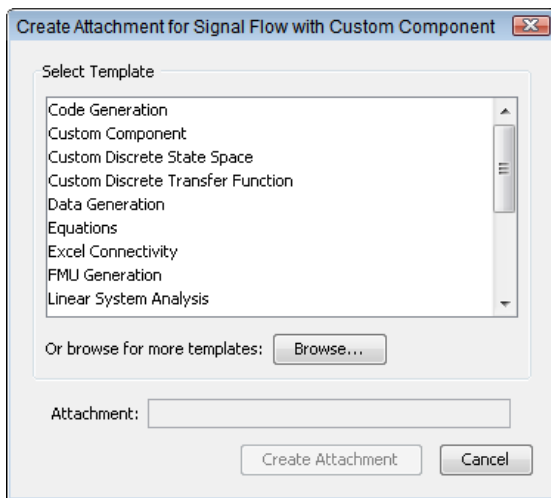 Create Attachment for Signal Flow with Custom Component
Select Template
Code Generation
Custom Component
Custom Discrete State Space
Custom Discrete Transfer Function
Data Generation
Equations
Excel Connectivity
FMU Generation
Linear System Analysis
Or browse for more templates: Browse...
Attachment:
Create Attachment Cancel